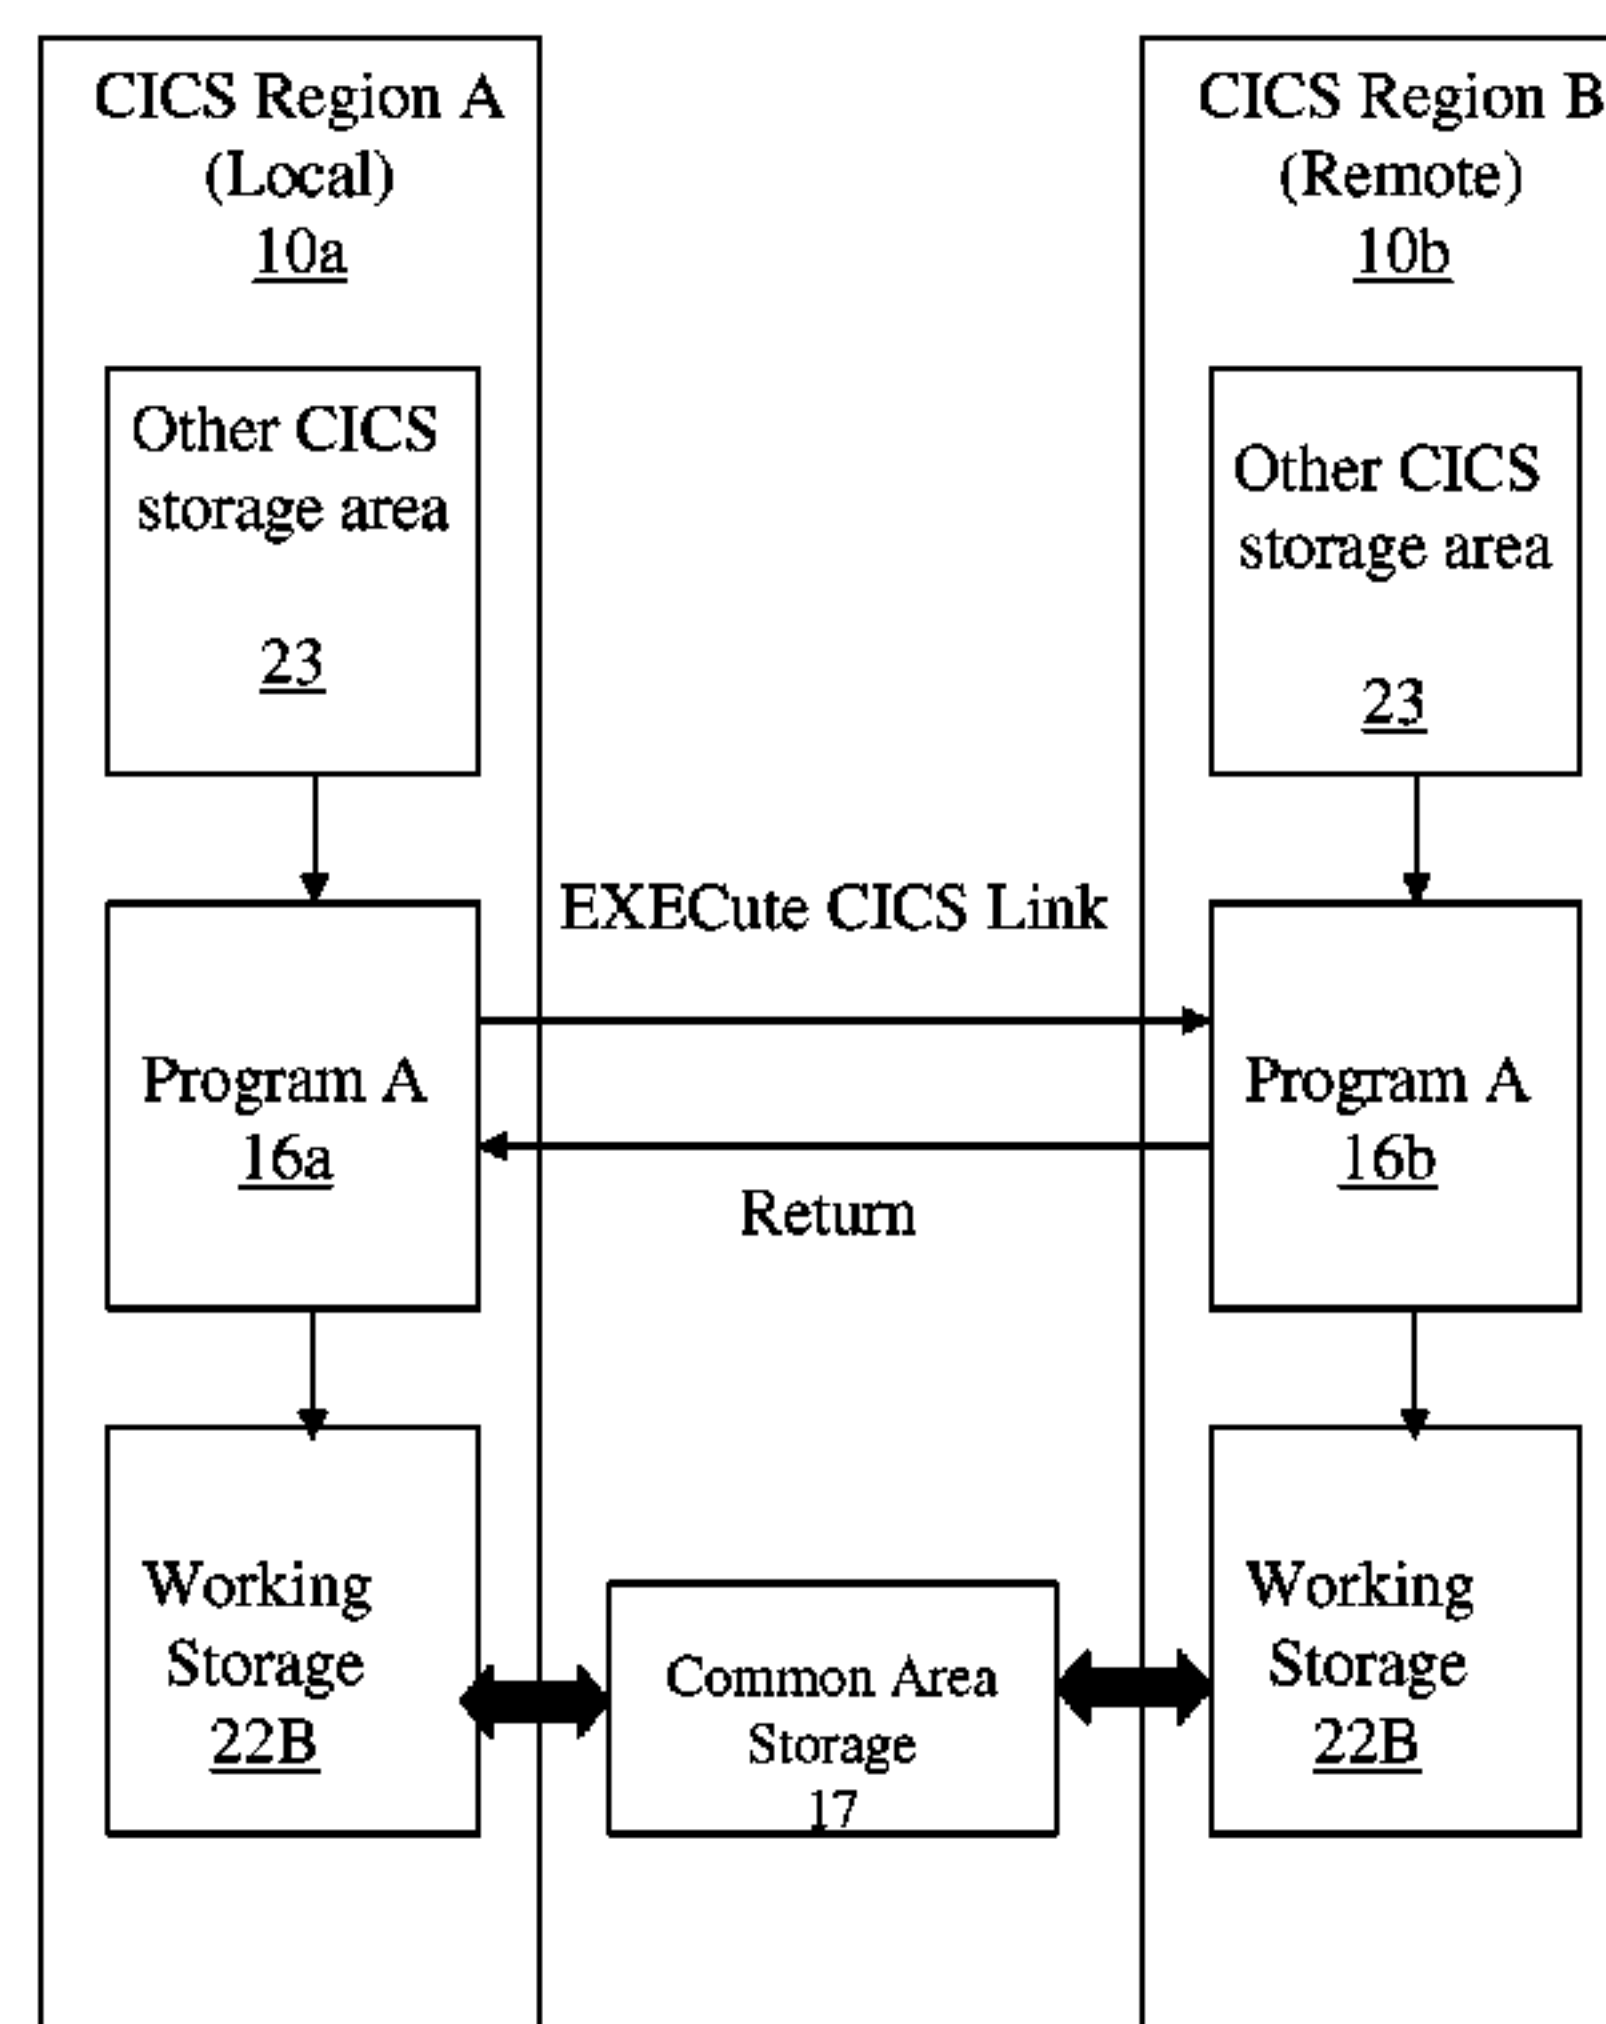 CICS Region A
(Local)
10a
Other CICS
storage area
23
Program A
16a
Working
Storage
22B
EXECute CICS Link
Return
Common Area
Storage
17
CICS Region B
(Remote)
10b
Other CICS
storage area
23
Program A
16b
Working
Storage
22B